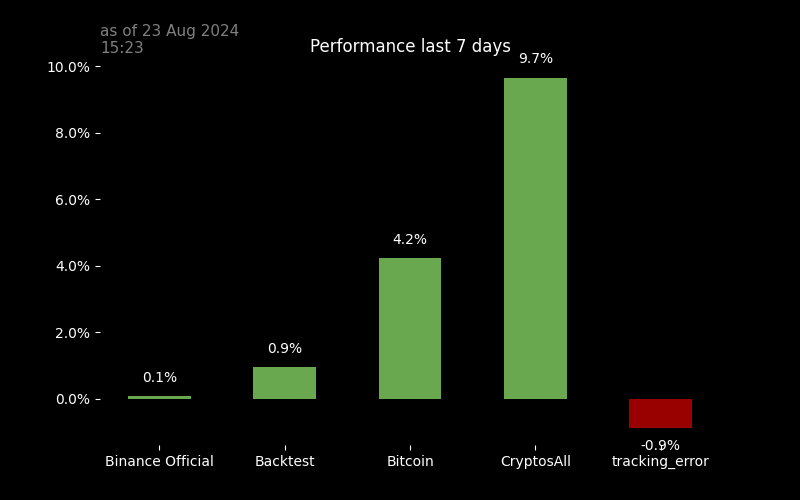 as of 23 Aug 2024
15:23
Performance last 7 days
10.0%
8.0%
6.0%
4.0%
2.0%
0.0%
0.1%
0.9%
4.2%
9.7%
-0.9%
Binance Official
Backtest
Bitcoin
CryptosAll
tracking_error